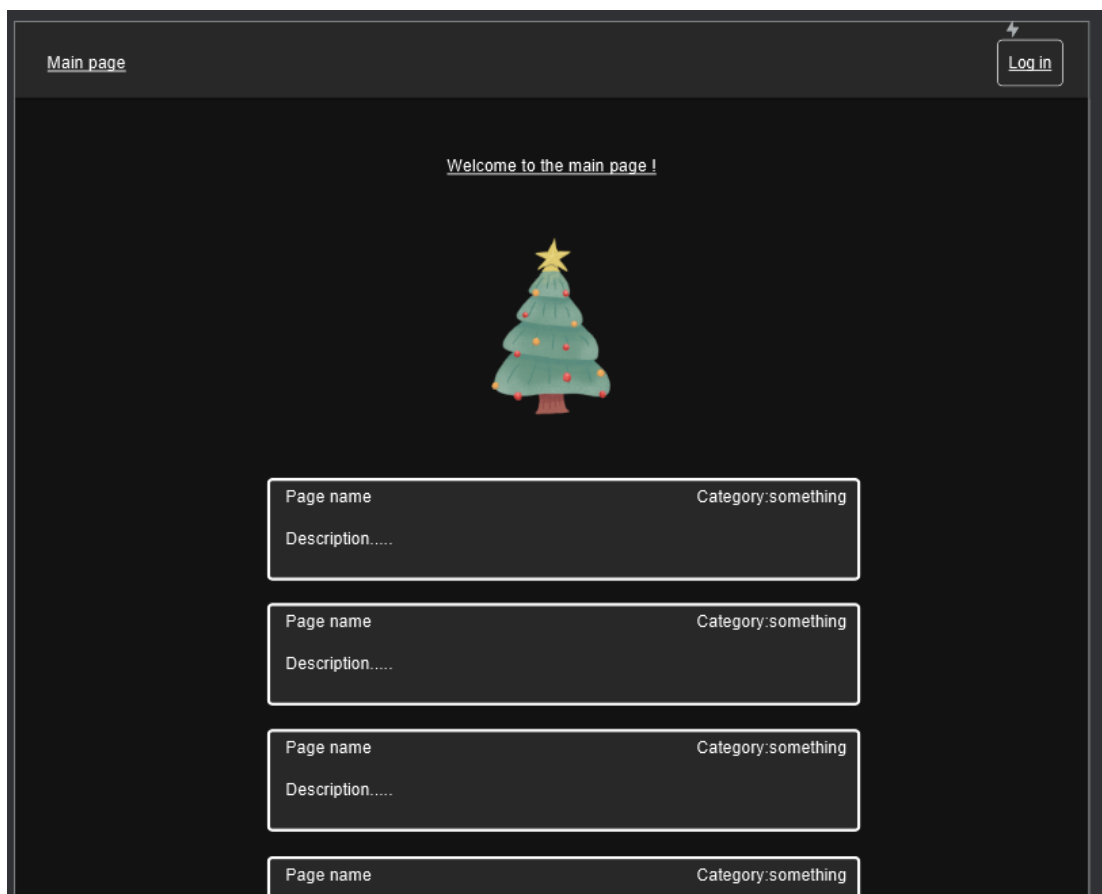 Main page
Log in
Welcome to the main page !
Page name
Category:something
Description.....
Page name
Category:something
Description.....
Page name
Category:something
Description.....
Page name
Category:something